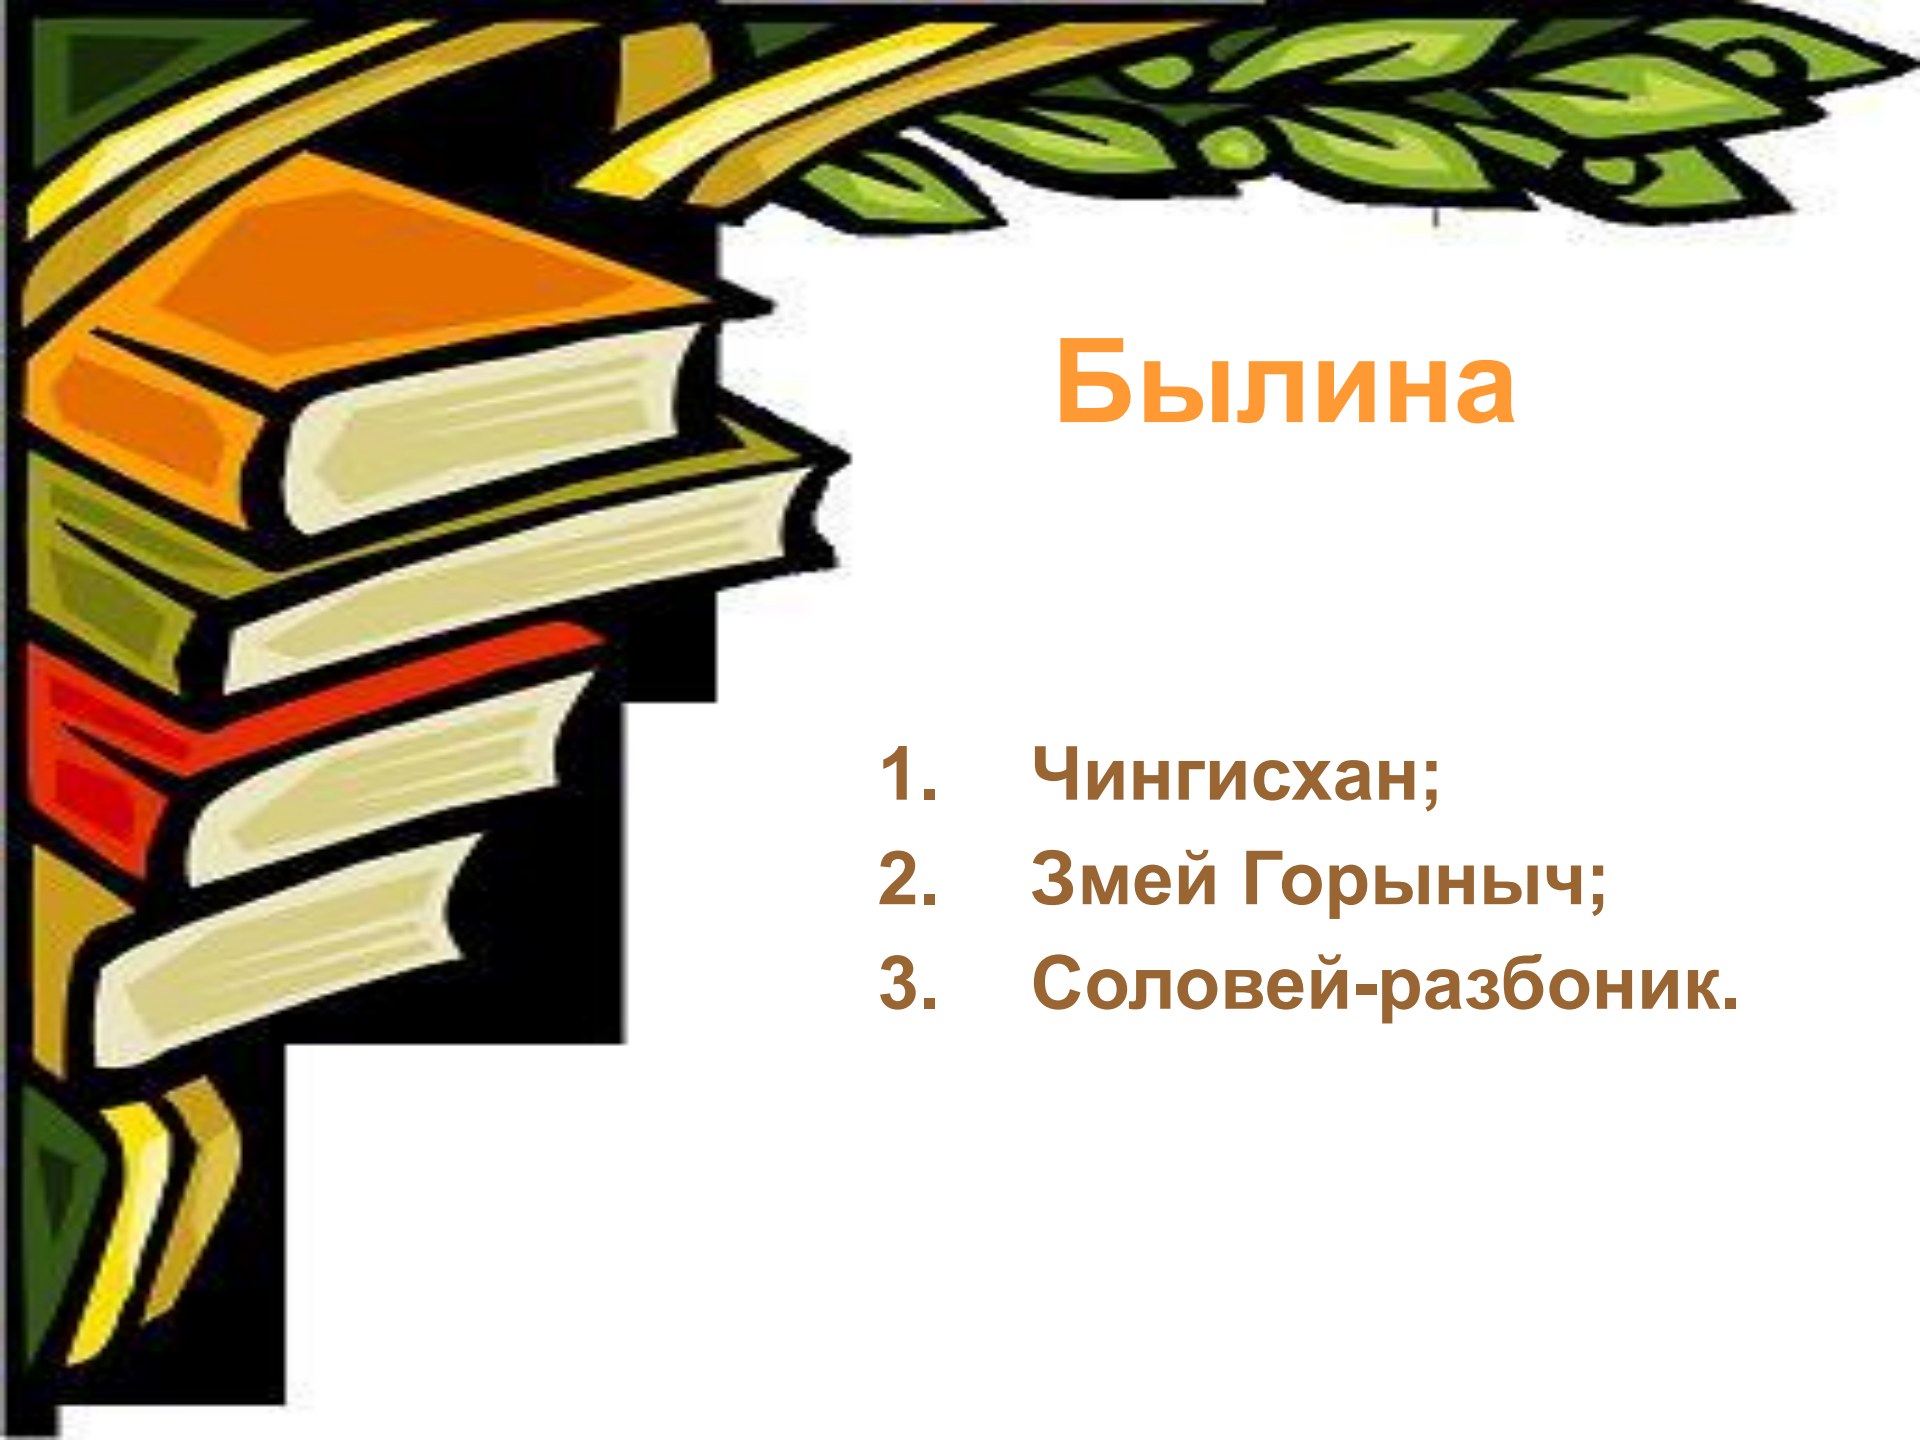 Былина
1. Чингисхан;
2. Змей Горыныч;
3. Соловей-разбоник.